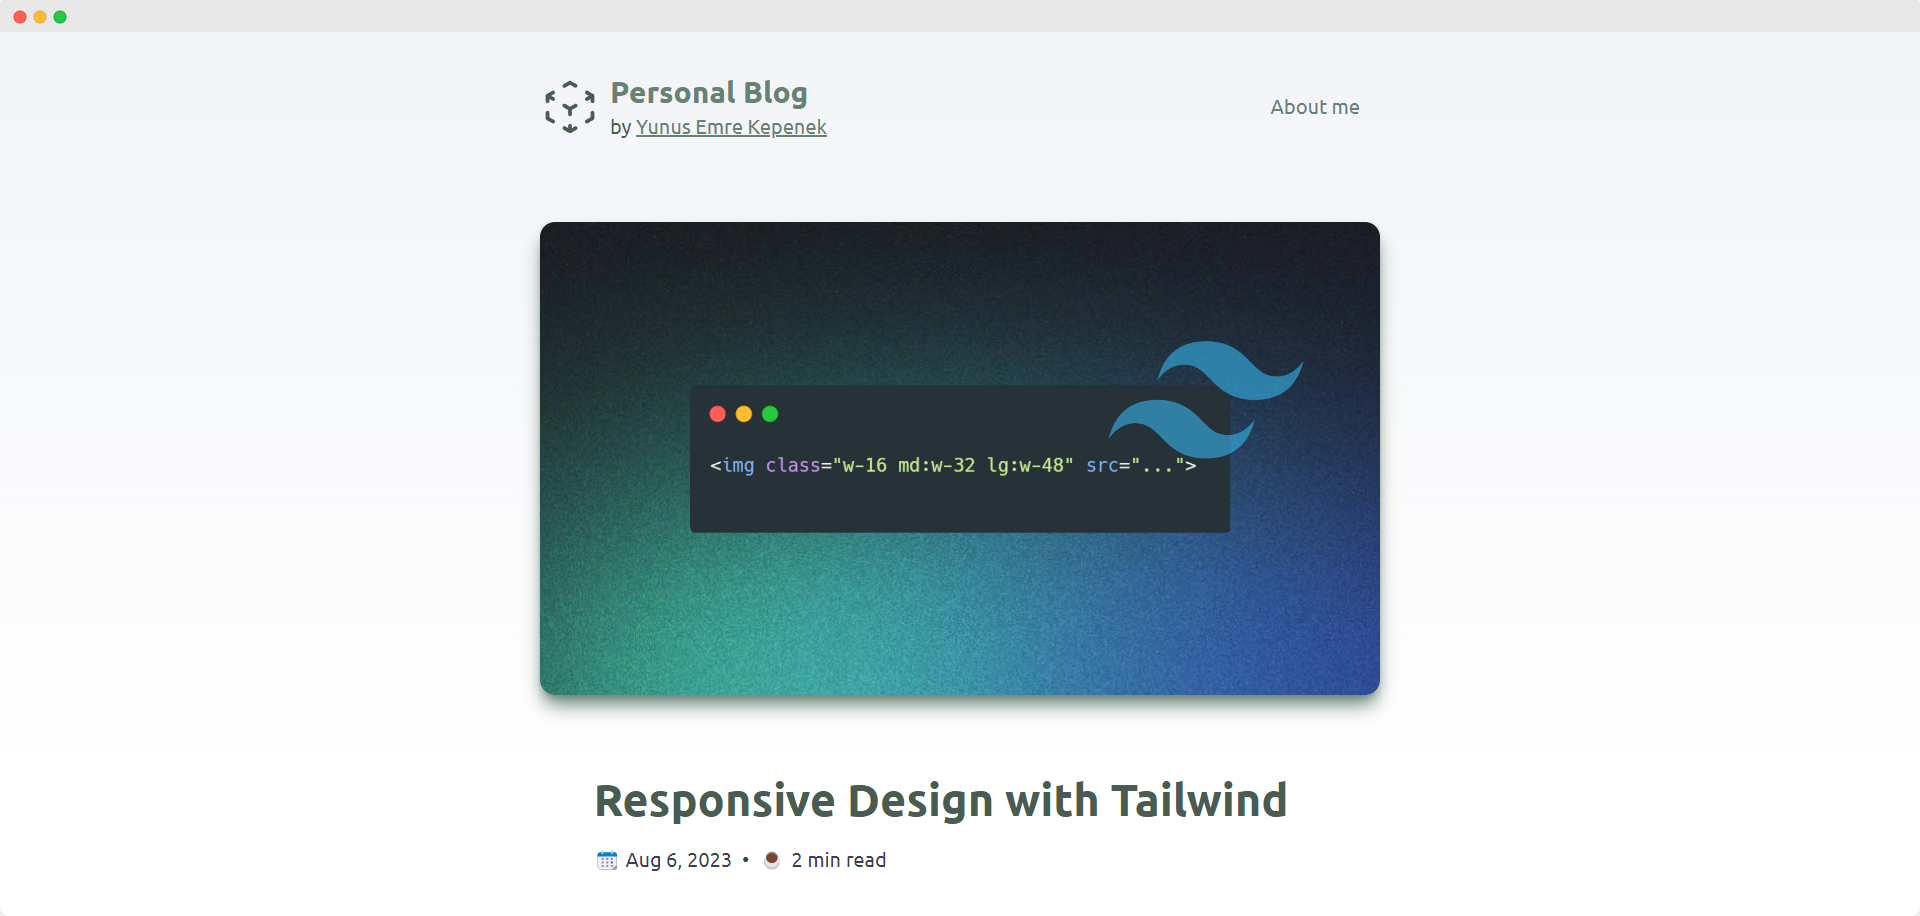 Personal Blog
by Yunus Emre Kepenek
About me
<img class="w-16 md:w-32 lg:w-48" src="...">
Responsive Design with Tailwind
Aug 6, 2023 • 2 min read